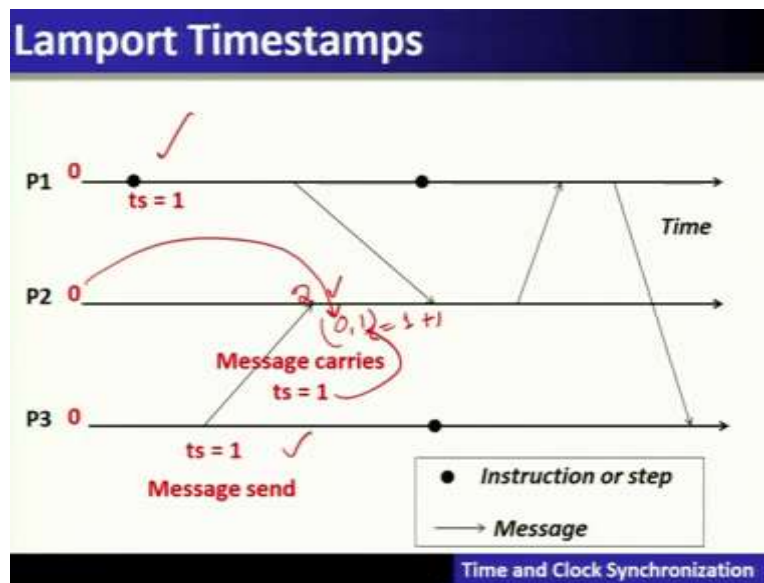 Lamport Timestamps
P1 0
ts = 1
Time
P2 0
2
(0,1) = 1+1
Message carries
ts = 1
P3 0
ts = 1
Message send
Instruction or step
Message
Time and Clock Synchronization